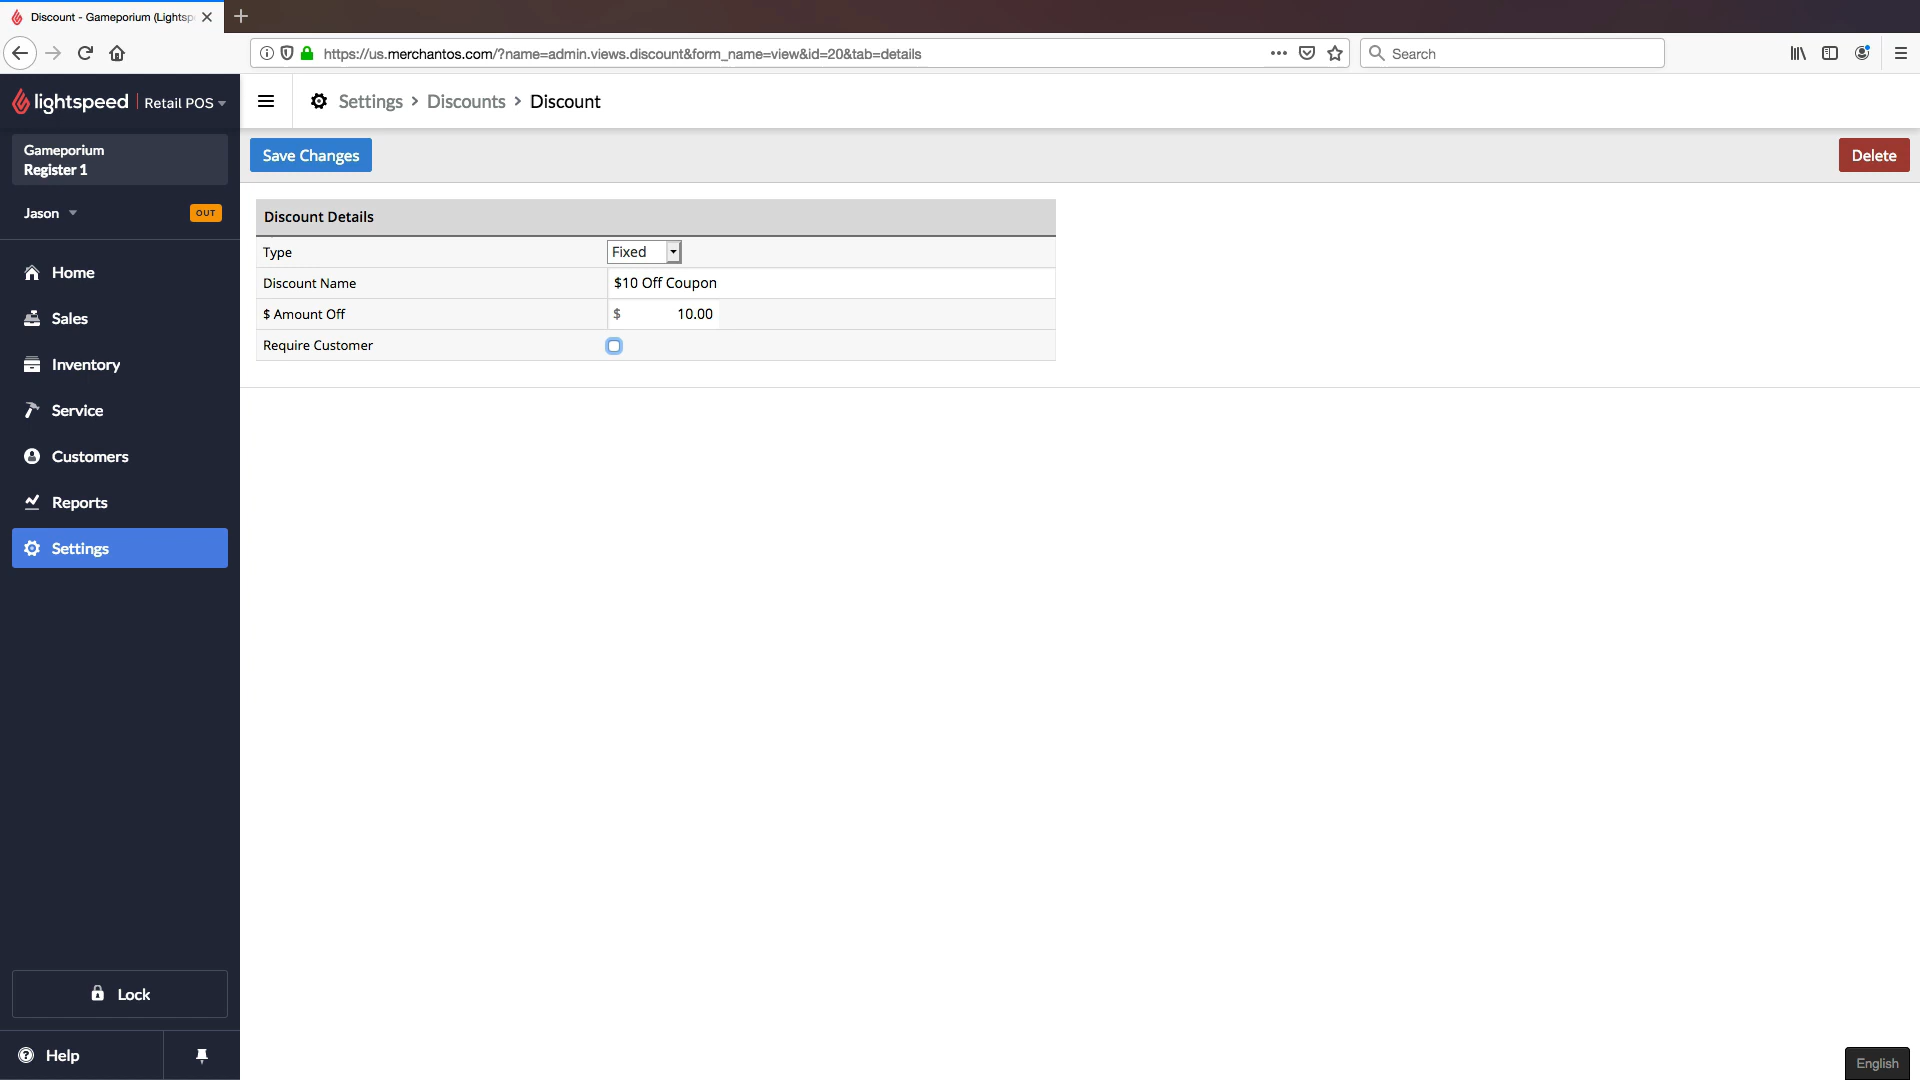 Discount - Gameporium (Lightsp
https://us.merchantos.com/?name=admin.views.discount&form_name=view&id=20&tab=details
Search
lightspeed Retail POS
Settings > Discounts > Discount
Gameporium
Register 1
Save Changes
Delete
Jason
OUT
Discount Details
Type
Fixed
Discount Name
$10 Off Coupon
$ Amount Off
$ 10.00
Require Customer
Home
Sales
Inventory
Service
Customers
Reports
Settings
Lock
Help
English